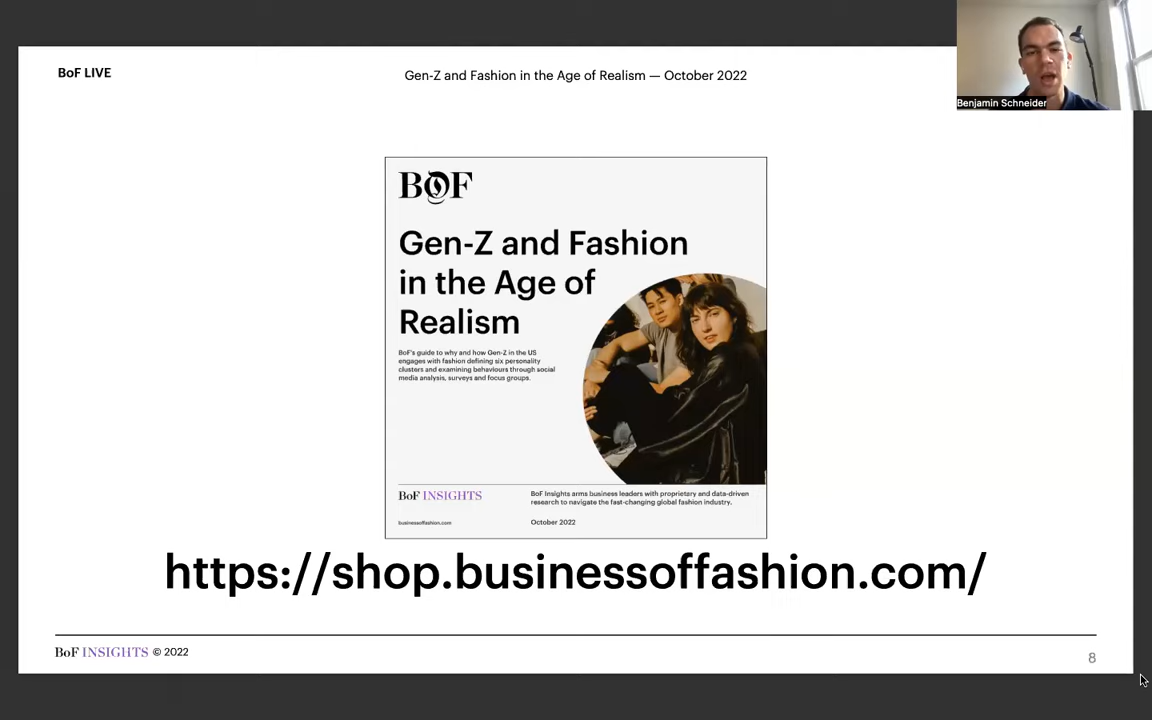 BoF LIVE
Gen-Z and Fashion in the Age of Realism — October 2022
Benjamin Schneider
BOF
Gen-Z and Fashion
in the Age of
Realism
BoF's guide to why and how Gen-Z in the US
engages with fashion defining six personality
clusters and examining behaviours through social
media analysis, surveys and focus groups.
BoF INSIGHTS
BoF Insights arms business leaders with proprietary and data-driven
research to navigate the fast-changing global fashion industry.
businessoffashion.com
October 2022
https://shop.businessoffashion.com/
BoF INSIGHTS © 2022
8